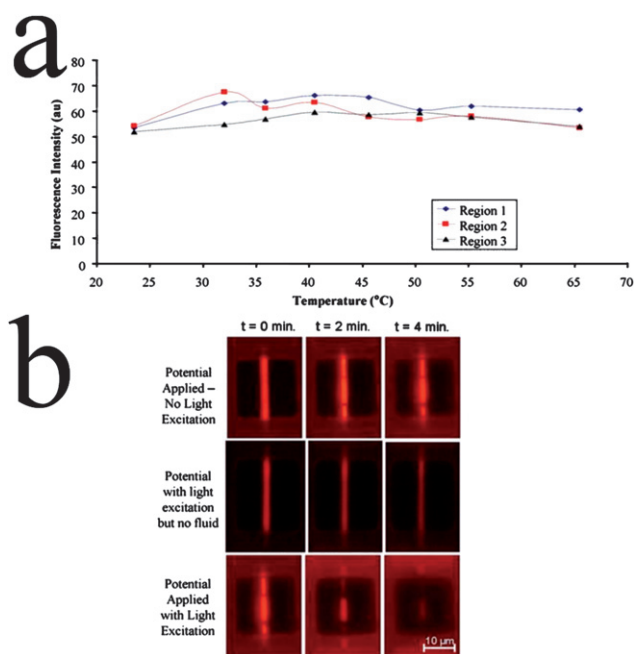 a
80
70
60
50
40
30
20
10
0
Fluorescence Intensity (au)
20 25 30 35 40 45 50 55 60 65 70
Temperature (°C)
Region 1
Region 2
Region 3
b
t = 0 min. t = 2 min. t = 4 min.
Potential
Applied –
No Light
Excitation
Potential
with light
excitation
but no fluid
Potential
Applied
with Light
Excitation
10 µm